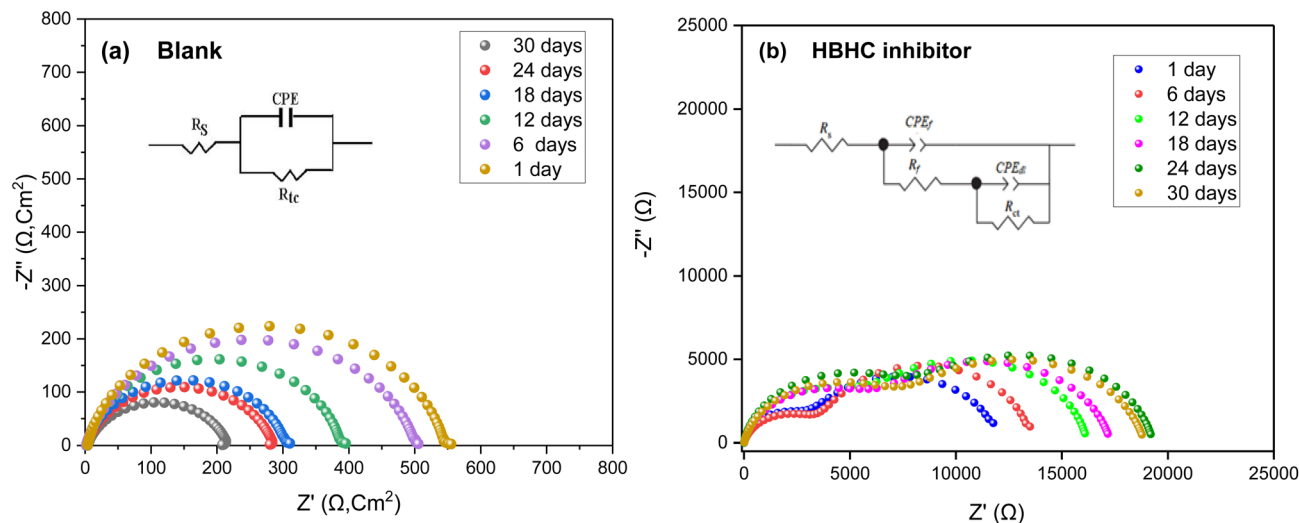 (a) Blank
800
700
600
500
400
300
200
100
0
-Z'' (Ω,Cm²)
0 100 200 300 400 500 600 700 800
Z' (Ω,Cm²)
30 days
24 days
18 days
12 days
6 days
1 day
CPE
R_S
R_tc
(b) HBHC inhibitor
25000
20000
15000
10000
5000
0
-Z'' (Ω)
0 5000 10000 15000 20000 25000
Z' (Ω)
1 day
6 days
12 days
18 days
24 days
30 days
R_s
CPE_f
R_f
CPE_dl
R_ct